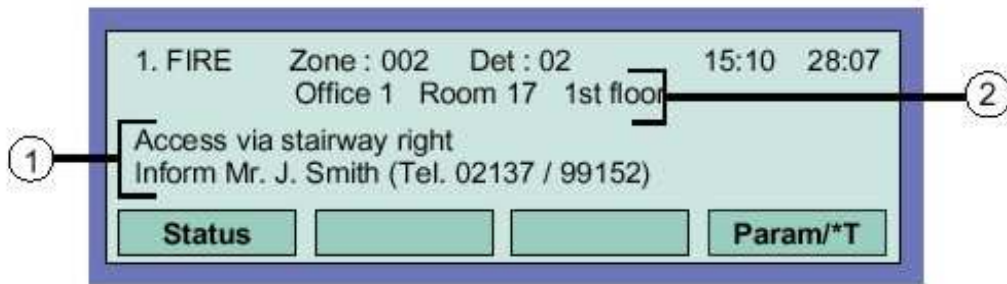 1. FIRE Zone : 002 Det : 02 15:10 28:07
Office 1 Room 17 1st floor
2
Access via stairway right
1
Inform Mr. J. Smith (Tel. 02137 / 99152)
Status Param/*T